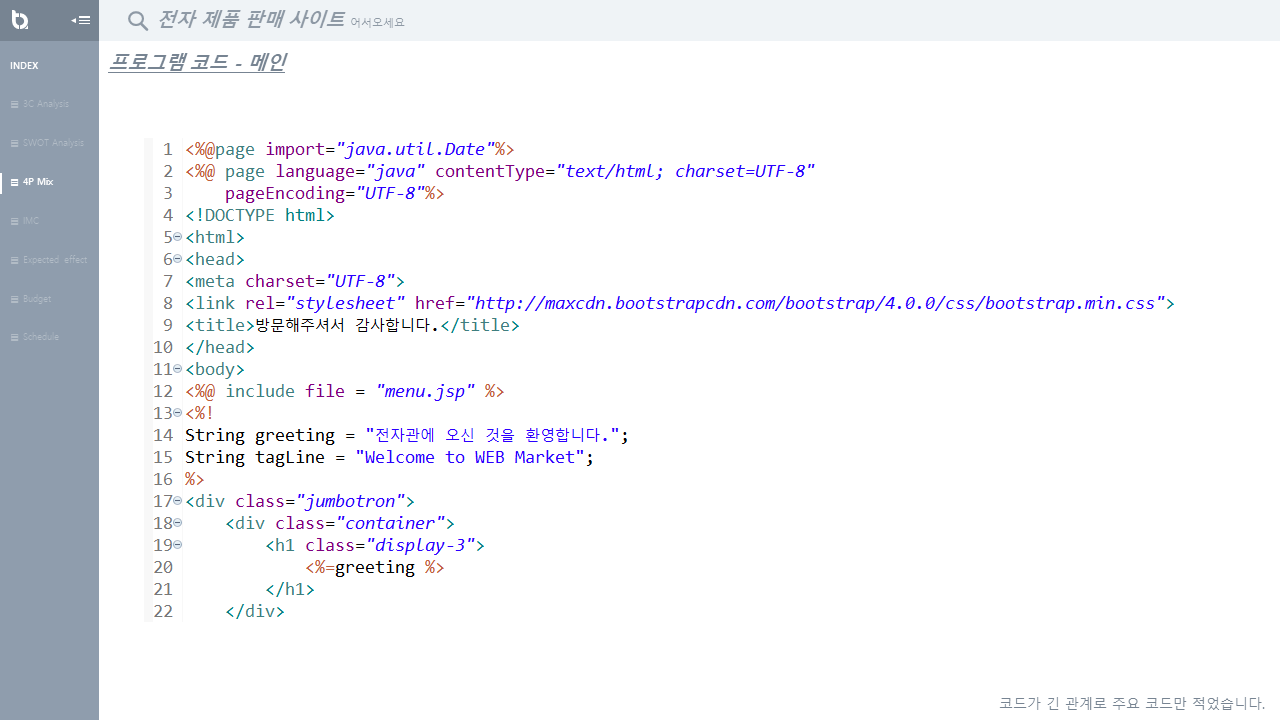 전자 제품 판매 사이트 어서오세요
INDEX
3C Analysis
SWOT Analysis
4P Mix
IMC
Expected effect
Budget
Schedule
프로그램 코드 - 메인
1 <%@page import="java.util.Date"%>
2 <%@ page language="java" contentType="text/html; charset=UTF-8"
3     pageEncoding="UTF-8"%>
4 <!DOCTYPE html>
5 <html>
6 <head>
7 <meta charset="UTF-8">
8 <link rel="stylesheet" href="http://maxcdn.bootstrapcdn.com/bootstrap/4.0.0/css/bootstrap.min.css">
9 <title>방문해주셔서 감사합니다.</title>
10 </head>
11 <body>
12 <%@ include file = "menu.jsp" %>
13 <%!
14 String greeting = "전자관에 오신 것을 환영합니다.";
15 String tagLine = "Welcome to WEB Market";
16 %>
17 <div class="jumbotron">
18     <div class="container">
19         <h1 class="display-3">
20             <%=greeting %>
21         </h1>
22     </div>
코드가 긴 관계로 주요 코드만 적었습니다.